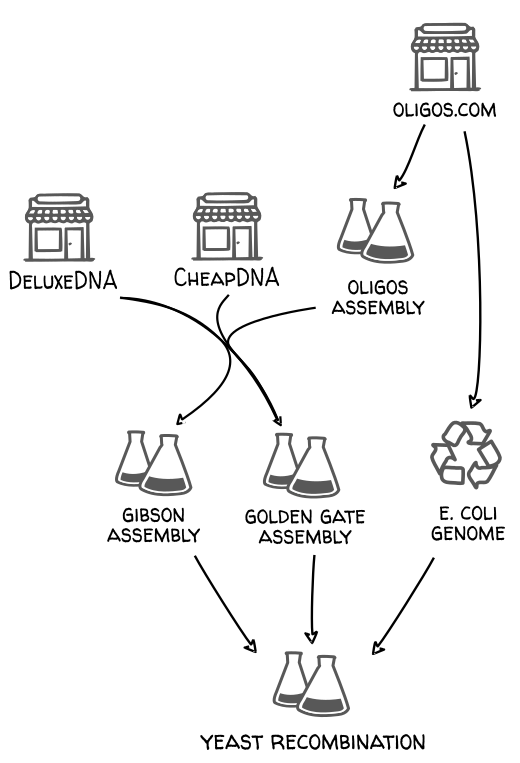 OLIGOS.COM
DELUXEDNA
CHEAPDNA
OLIGOS
ASSEMBLY
GIBSON
ASSEMBLY
GOLDEN GATE
ASSEMBLY
E. COLI
GENOME
YEAST RECOMBINATION